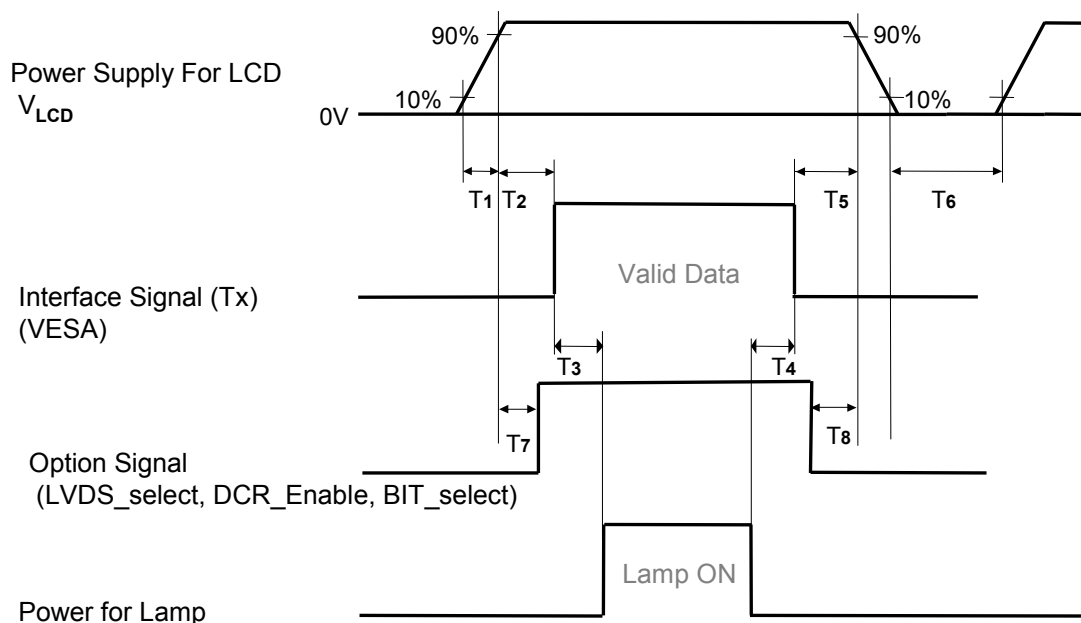 90%
90%
Power Supply For LCD
VLCD
10%
10%
0V
T1
T2
T5
T6
Valid Data
Interface Signal (Tx)
(VESA)
T3
T4
T7
T8
Option Signal
(LVDS_select, DCR_Enable, BIT_select)
Lamp ON
Power for Lamp